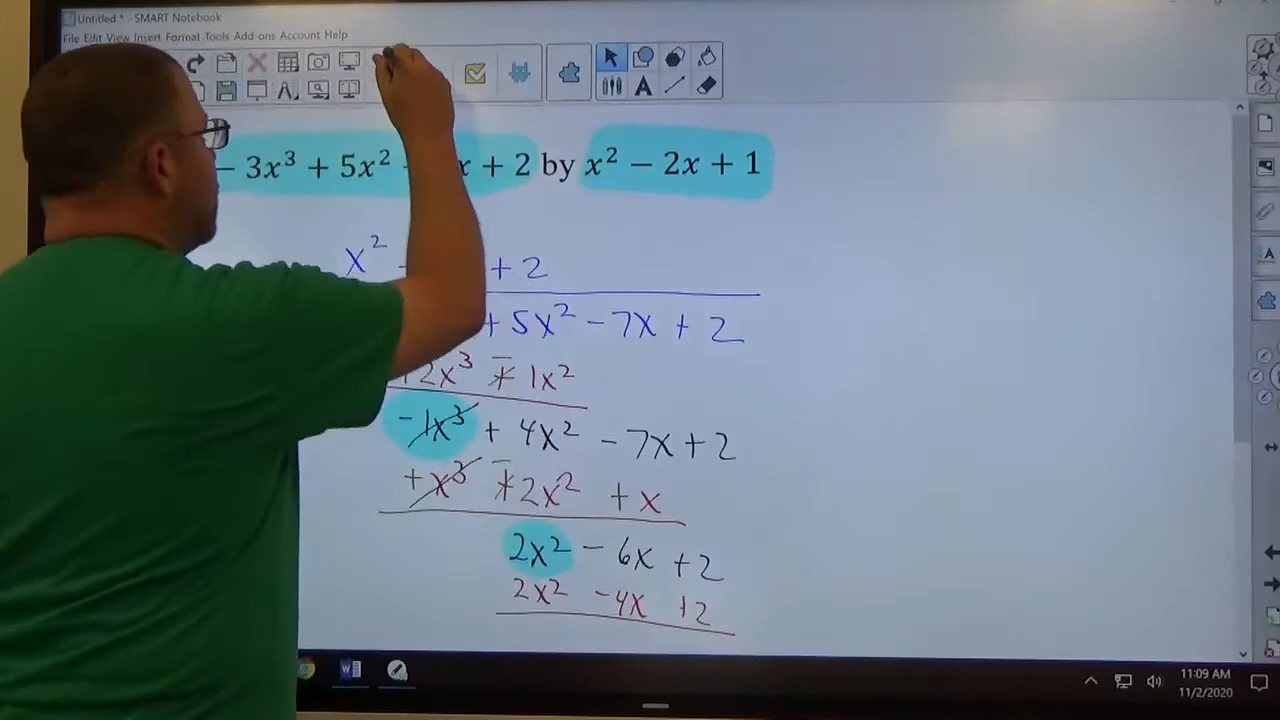 Untitled * - SMART Notebook
File Edit View Insert Format Tools Add-ons Account Help
− 3x³ + 5x² - x + 2 by x² − 2x + 1
x² - + 2
+ 5x² − 7x + 2
+ 2x³ ∓ 1x²
− 1x³ + 4x² − 7x + 2
+ x³ ∓ 2x² + x
2x² − 6x + 2
2x² − 4x + 2
11:09 AM
11/2/2020